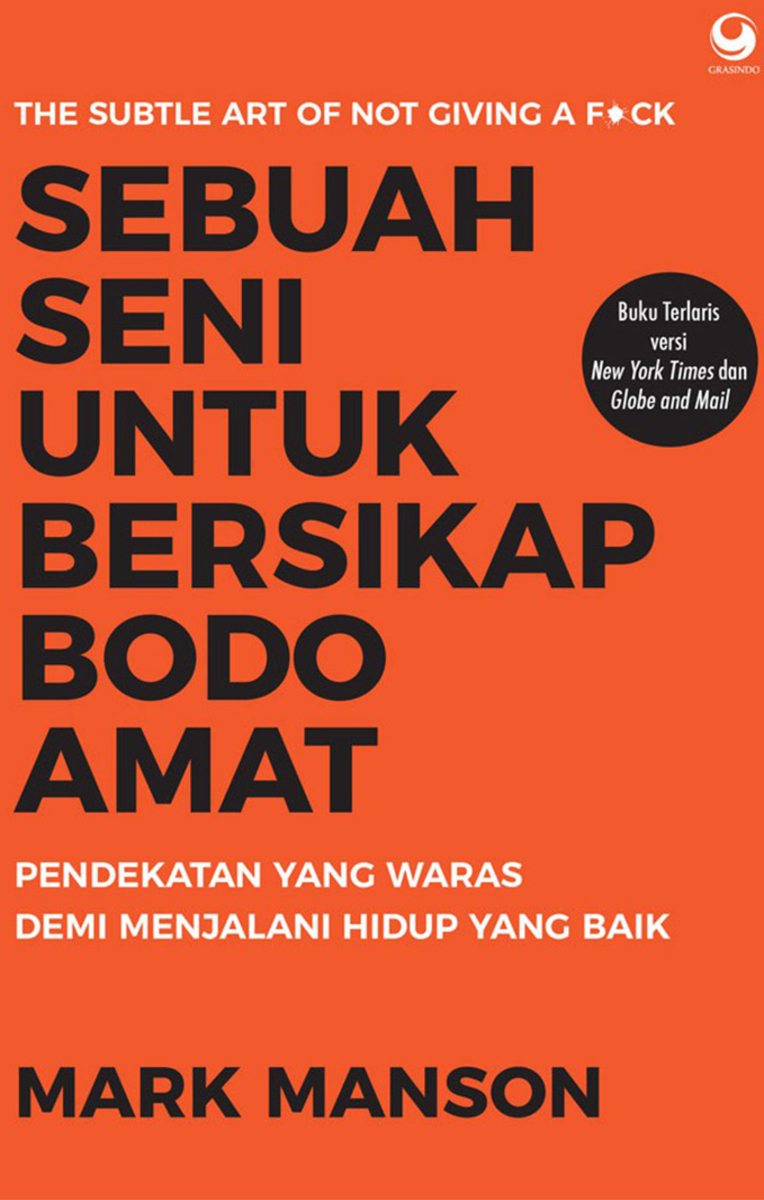 GRASINDO
THE SUBTLE ART OF NOT GIVING A F*CK
SEBUAH
SENI
UNTUK
BERSIKAP
BODO
AMAT
Buku Terlaris
versi
New York Times dan
Globe and Mail
PENDEKATAN YANG WARAS
DEMI MENJALANI HIDUP YANG BAIK
MARK MANSON